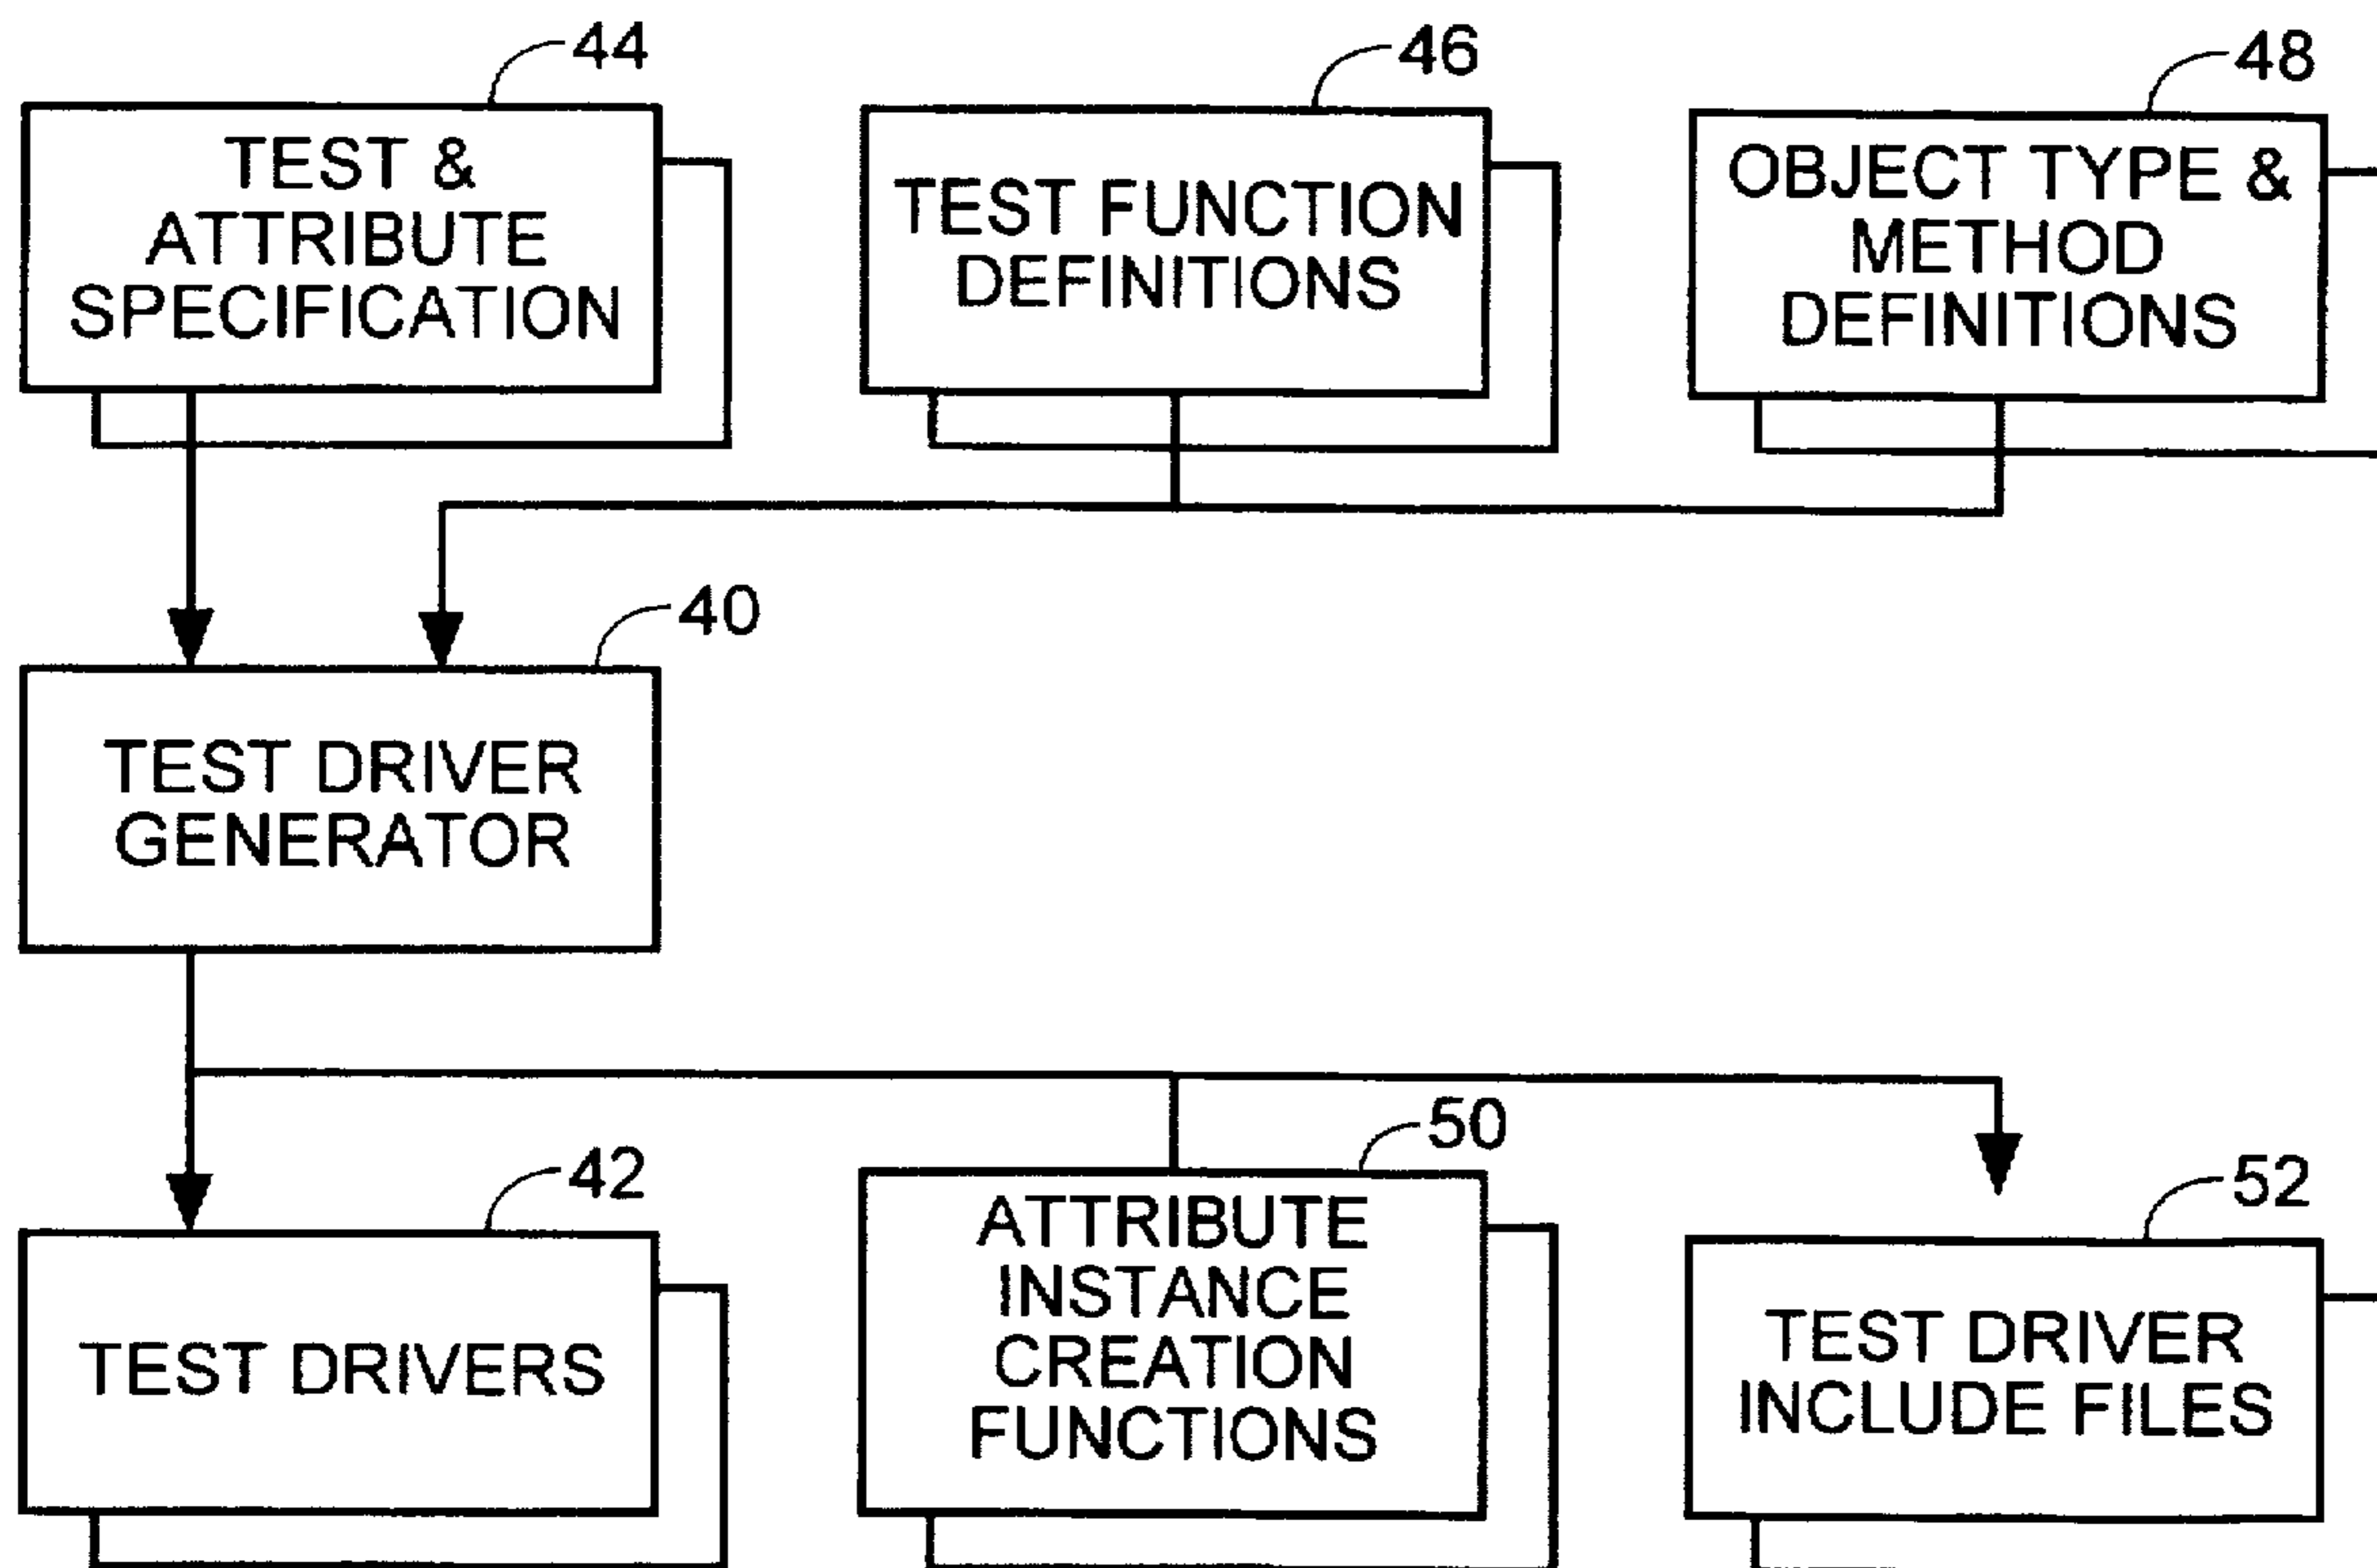 44
TEST &
ATTRIBUTE
SPECIFICATION
46
TEST FUNCTION
DEFINITIONS
48
OBJECT TYPE &
METHOD
DEFINITIONS
40
TEST DRIVER
GENERATOR
42
TEST DRIVERS
50
ATTRIBUTE
INSTANCE
CREATION
FUNCTIONS
52
TEST DRIVER
INCLUDE FILES